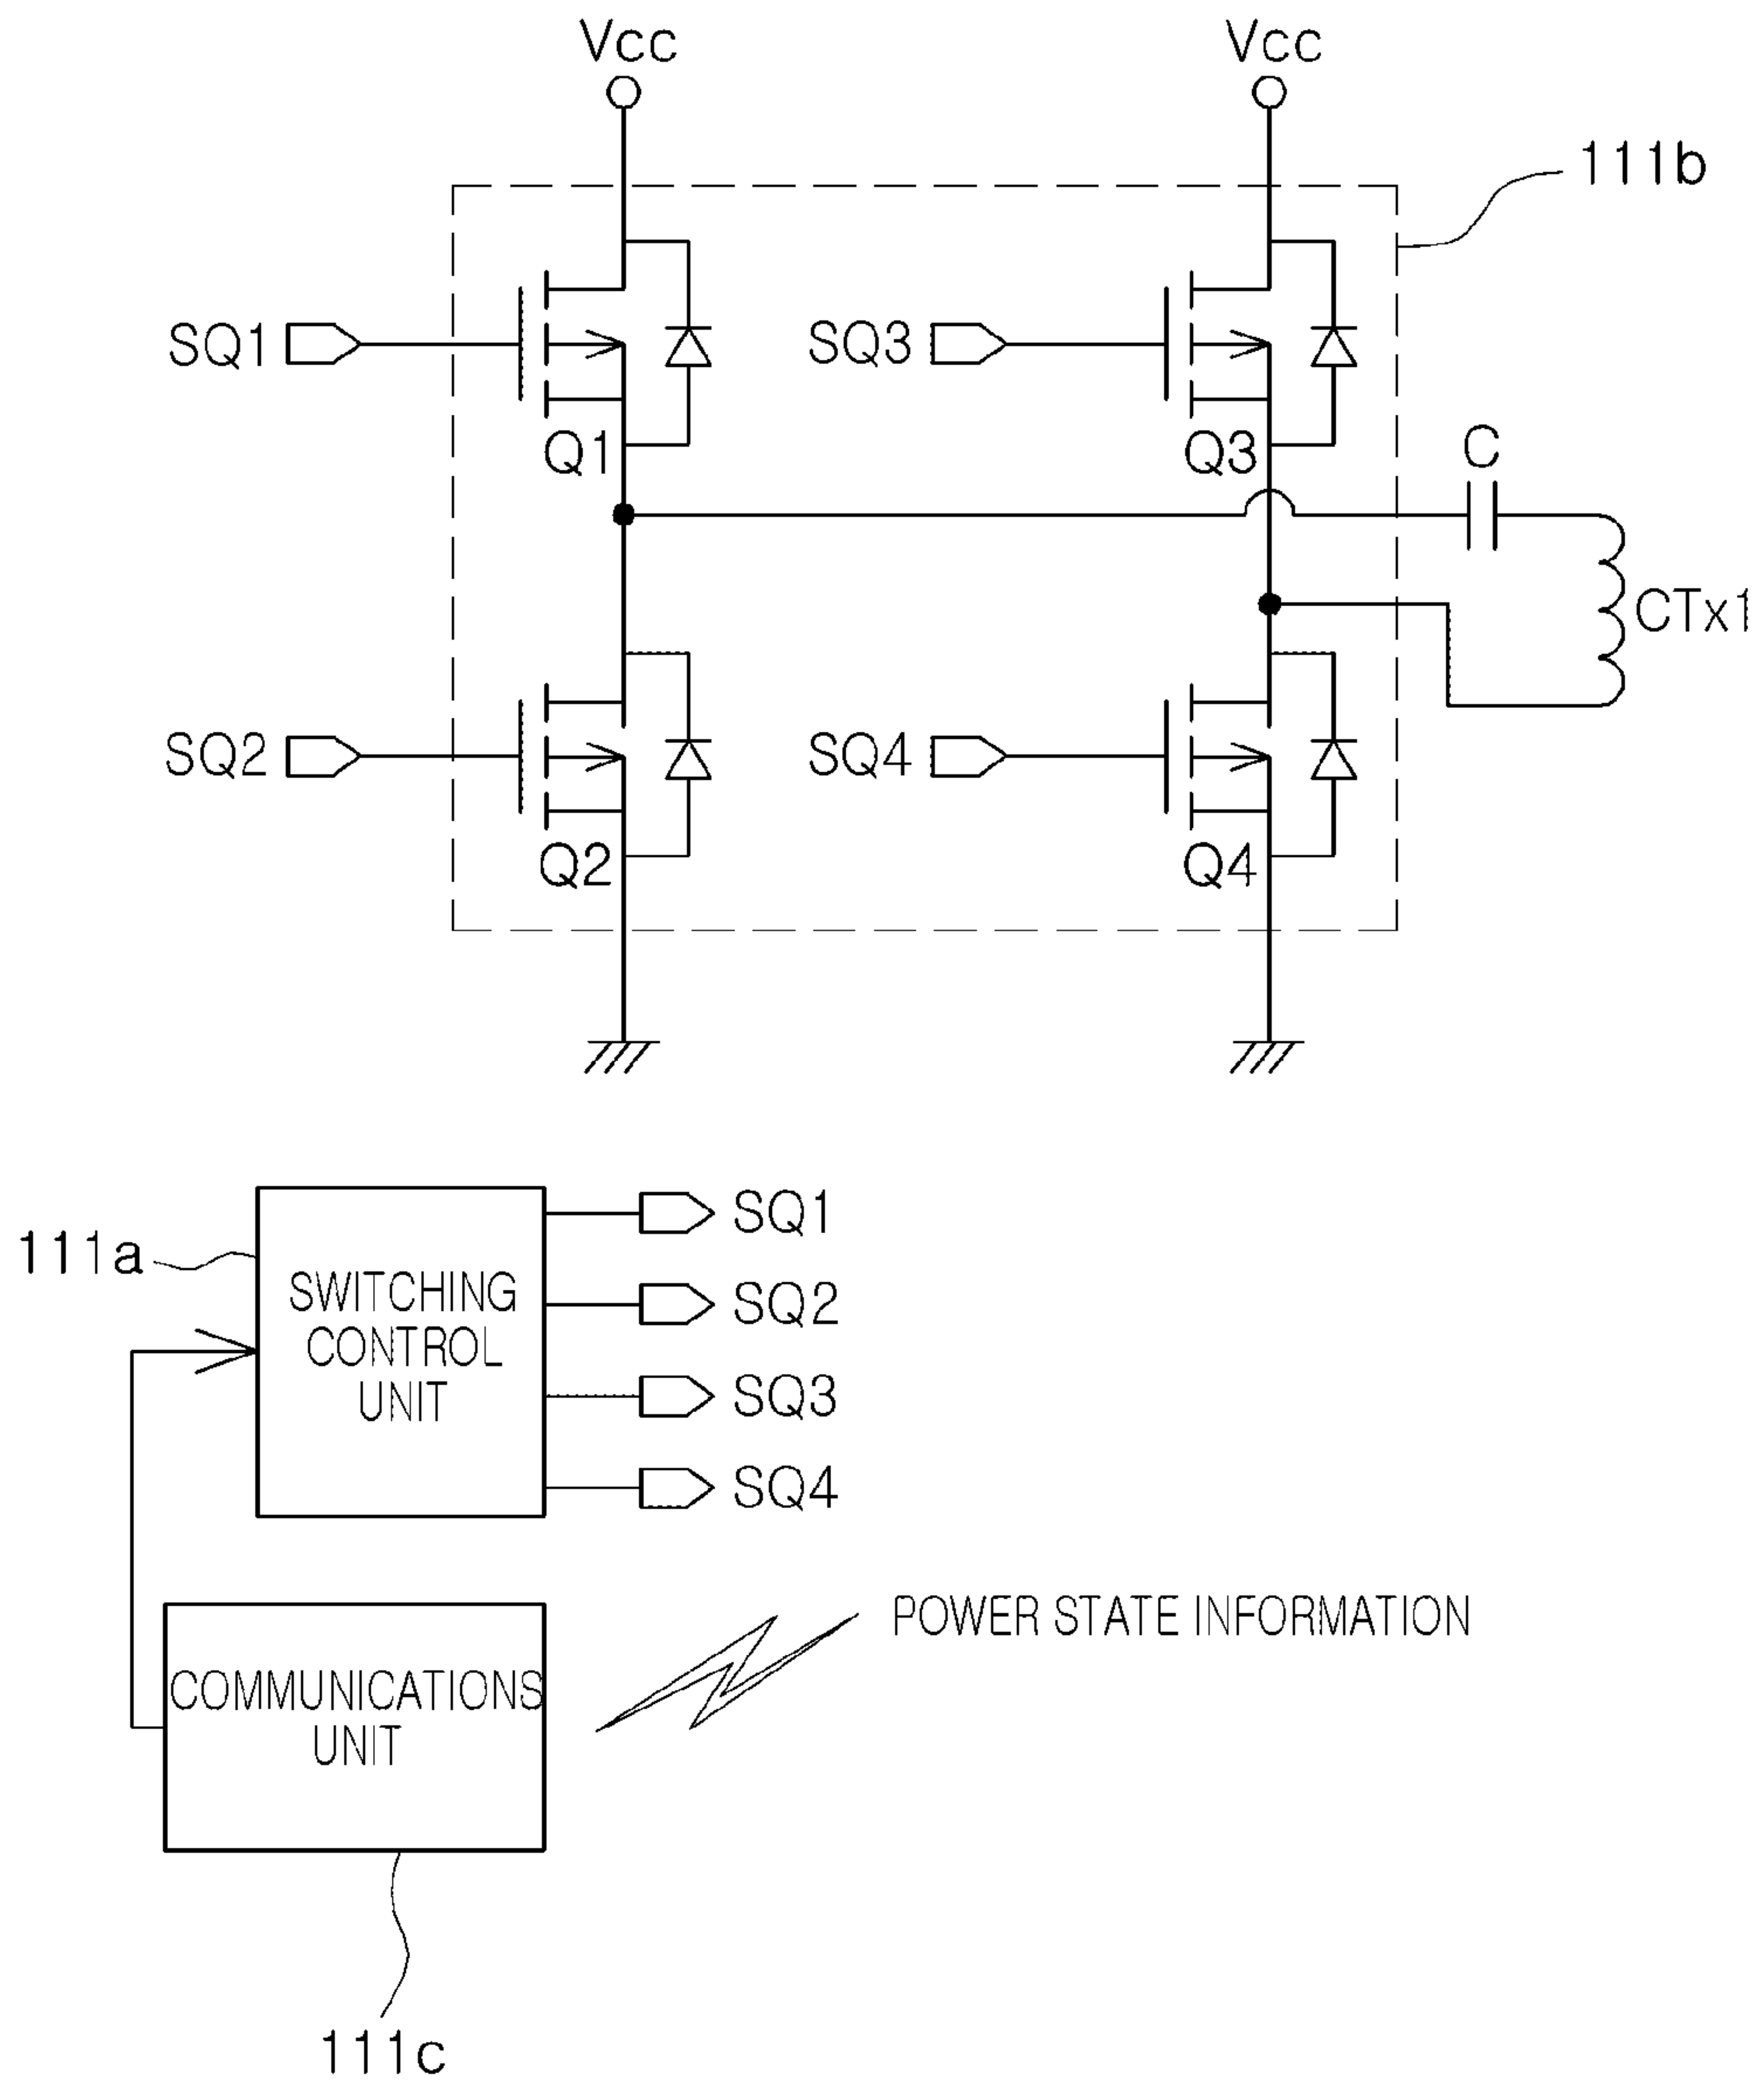 Vcc
Vcc
111b
SQ1
SQ3
Q1
Q3
C
CTx1
SQ2
SQ4
Q2
Q4
111a
SWITCHING
CONTROL
UNIT
SQ1
SQ2
SQ3
SQ4
COMMUNICATIONS
UNIT
POWER STATE INFORMATION
111c